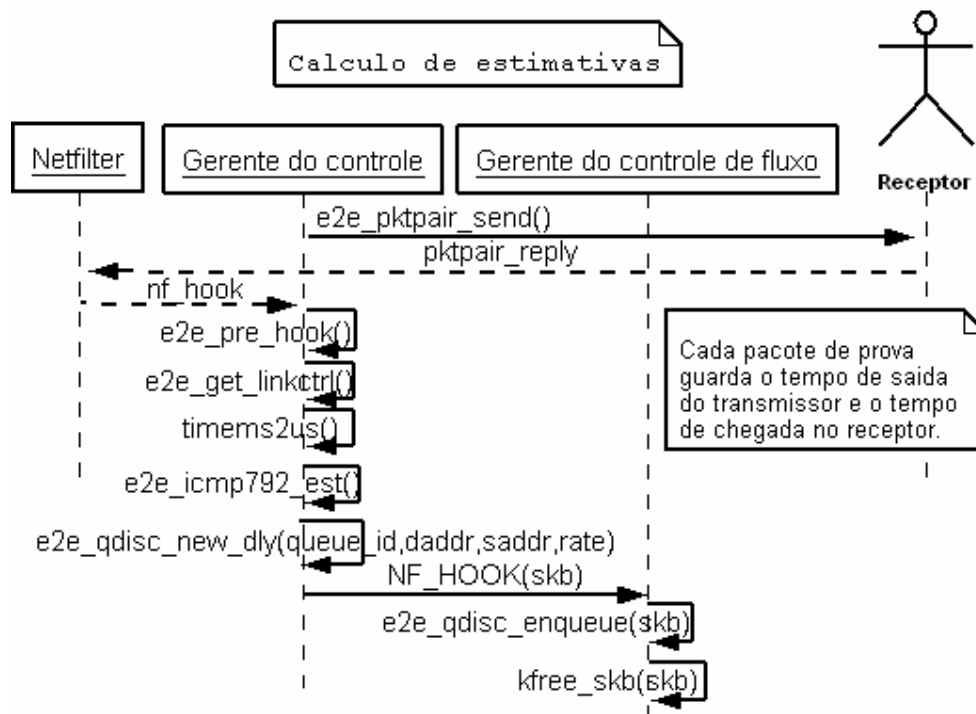 Calculo de estimativas
Netfilter
Gerente do controle
Gerente do controle de fluxo
Receptor
e2e_pktpair_send()
pktpair_reply
nf_hook
e2e_pre_hook()
e2e_get_linkctrl()
timems2us()
e2e_icmp792_est()
e2e_qdisc_new_dly(queue_id,daddr,saddr,rate)
NF_HOOK(skb)
e2e_qdisc_enqueue(skb)
kfree_skb(skb)
Cada pacote de prova
guarda o tempo de saida
do transmissor e o tempo
de chegada no receptor.